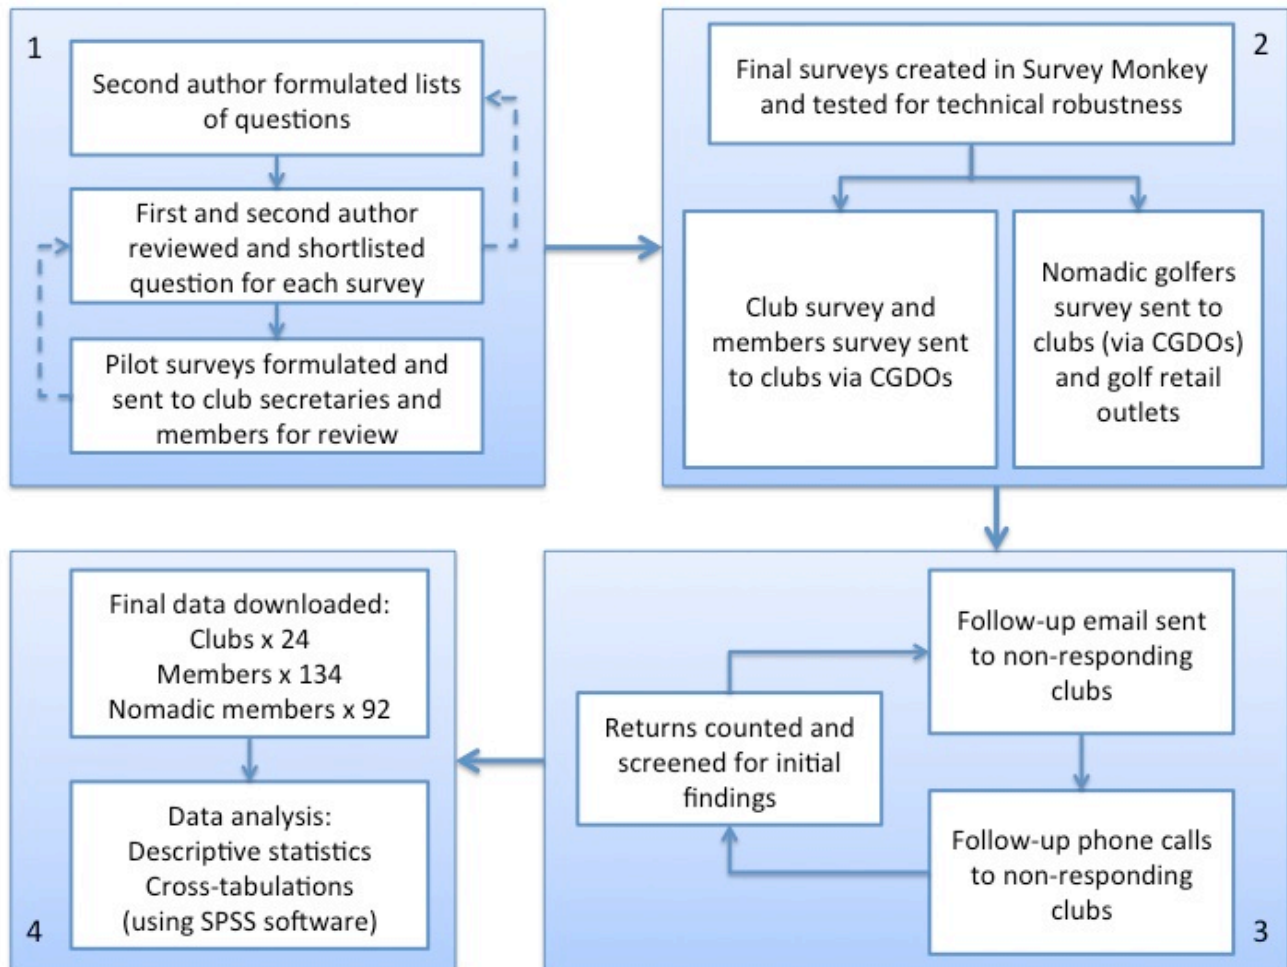 1
Second author formulated lists
of questions
First and second author
reviewed and shortlisted
question for each survey
Pilot surveys formulated and
sent to club secretaries and
members for review
2
Final surveys created in Survey Monkey
and tested for technical robustness
Club survey and
members survey sent
to clubs via CGDOs
Nomadic golfers
survey sent to
clubs (via CGDOs)
and golf retail
outlets
3
Follow-up email sent
to non-responding
clubs
Follow-up phone calls
to non-responding
clubs
Returns counted and
screened for initial
findings
4
Final data downloaded:
Clubs x 24
Members x 134
Nomadic members x 92
Data analysis:
Descriptive statistics
Cross-tabulations
(using SPSS software)